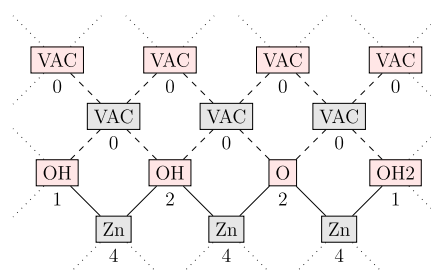 VAC VAC VAC VAC
0 0 0 0
VAC VAC VAC
0 0 0
OH OH O OH2
1 2 2 1
Zn Zn Zn
4 4 4